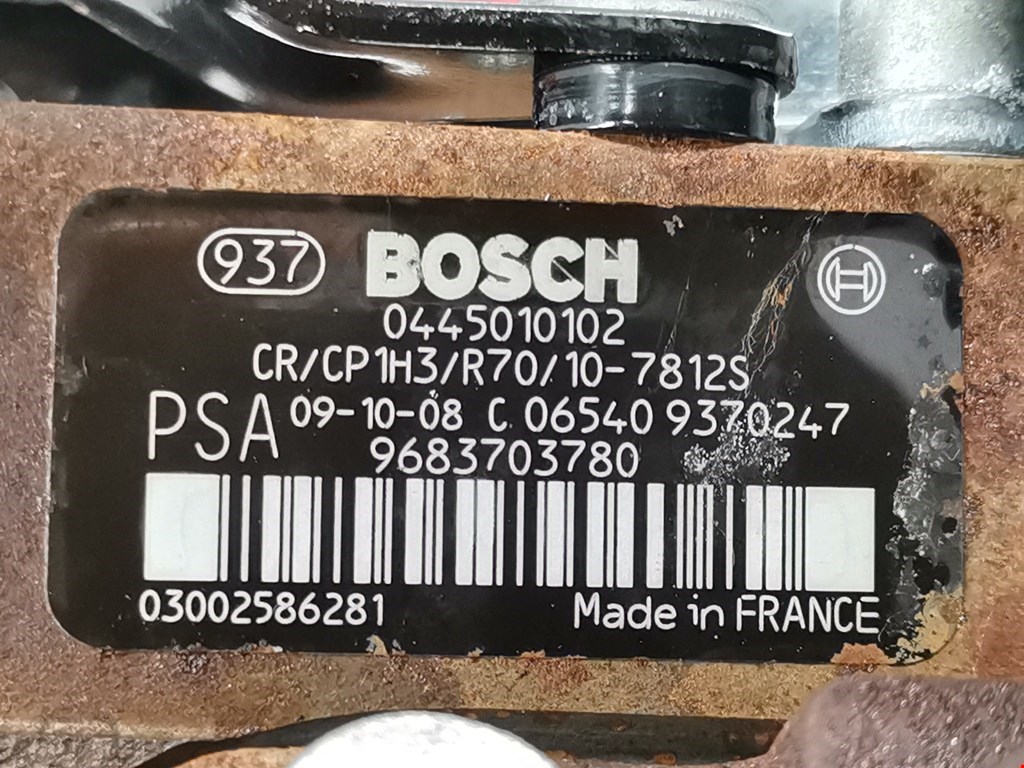 937 BOSCH
0445010102
CR/CP1H3/R70/10-7812S
PSA 09-10-08 C 06540 9370247
9683703780
03002586281 Made in FRANCE